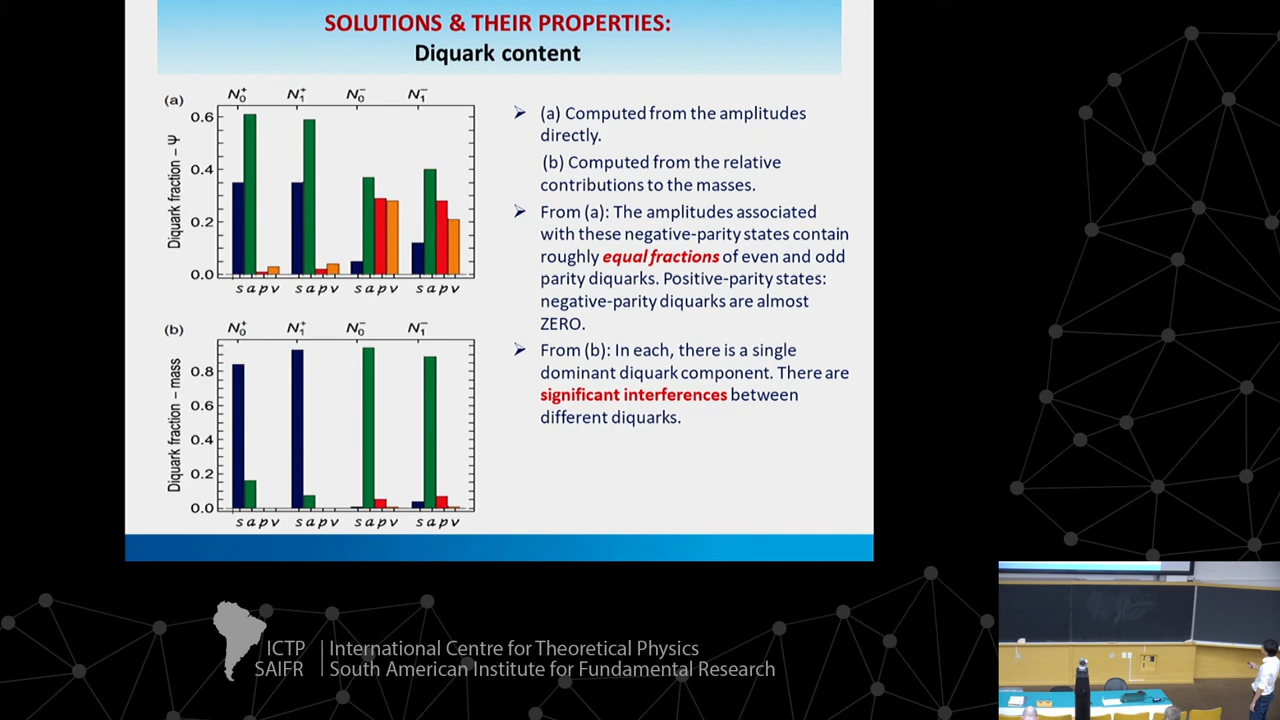 SOLUTIONS & THEIR PROPERTIES:
Diquark content
(a)
N₀⁺ N₁⁺ N₀⁻ N₁⁻
Diquark fraction – Ψ
0.6
0.4
0.2
0.0
s a p v s a p v s a p v s a p v
(b)
N₀⁺ N₁⁺ N₀⁻ N₁⁻
Diquark fraction – mass
0.8
0.6
0.4
0.2
0.0
s a p v s a p v s a p v s a p v
➢ (a) Computed from the amplitudes
directly.
(b) Computed from the relative
contributions to the masses.
➢ From (a): The amplitudes associated
with these negative-parity states contain
roughly equal fractions of even and odd
parity diquarks. Positive-parity states:
negative-parity diquarks are almost
ZERO.
➢ From (b): In each, there is a single
dominant diquark component. There are
significant interferences between
different diquarks.
ICTP
SAIFR
International Centre for Theoretical Physics
South American Institute for Fundamental Research